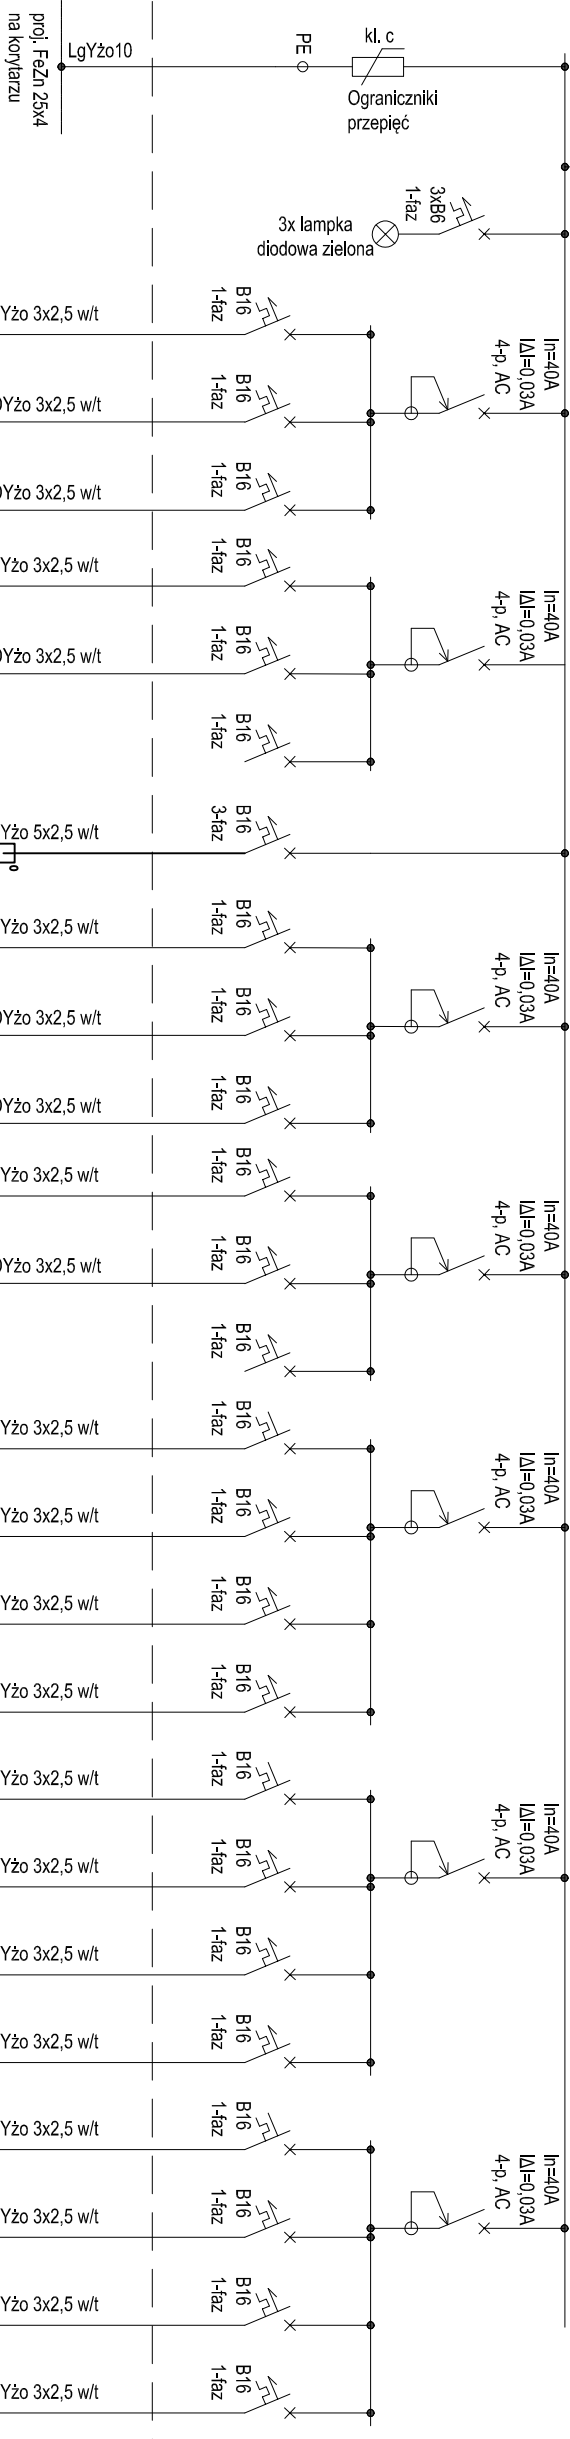 kl. c
PE
LgYżo10
Ograniczniki
przepięć
proj. FeZn 25x4
na korytarzu
3xB6
1-faz
3x lampka
diodowa zielona
In=40A
IΔI=0,03A
4-p, AC
B16
1-faz
Yżo 3x2,5 w/t
B16
1-faz
Yżo 3x2,5 w/t
B16
1-faz
Yżo 3x2,5 w/t
In=40A
IΔI=0,03A
4-p, AC
B16
1-faz
Yżo 3x2,5 w/t
B16
1-faz
Yżo 3x2,5 w/t
B16
1-faz
B16
3-faz
Yżo 5x2,5 w/t
In=40A
IΔI=0,03A
4-p, AC
B16
1-faz
Yżo 3x2,5 w/t
B16
1-faz
Yżo 3x2,5 w/t
B16
1-faz
Yżo 3x2,5 w/t
In=40A
IΔI=0,03A
4-p, AC
B16
1-faz
Yżo 3x2,5 w/t
B16
1-faz
Yżo 3x2,5 w/t
B16
1-faz
In=40A
IΔI=0,03A
4-p, AC
B16
1-faz
Yżo 3x2,5 w/t
B16
1-faz
Yżo 3x2,5 w/t
B16
1-faz
Yżo 3x2,5 w/t
B16
1-faz
Yżo 3x2,5 w/t
In=40A
IΔI=0,03A
4-p, AC
B16
1-faz
Yżo 3x2,5 w/t
B16
1-faz
Yżo 3x2,5 w/t
B16
1-faz
Yżo 3x2,5 w/t
B16
1-faz
Yżo 3x2,5 w/t
In=40A
IΔI=0,03A
4-p, AC
B16
1-faz
Yżo 3x2,5 w/t
B16
1-faz
Yżo 3x2,5 w/t
B16
1-faz
Yżo 3x2,5 w/t
B16
1-faz
Yżo 3x2,5 w/t